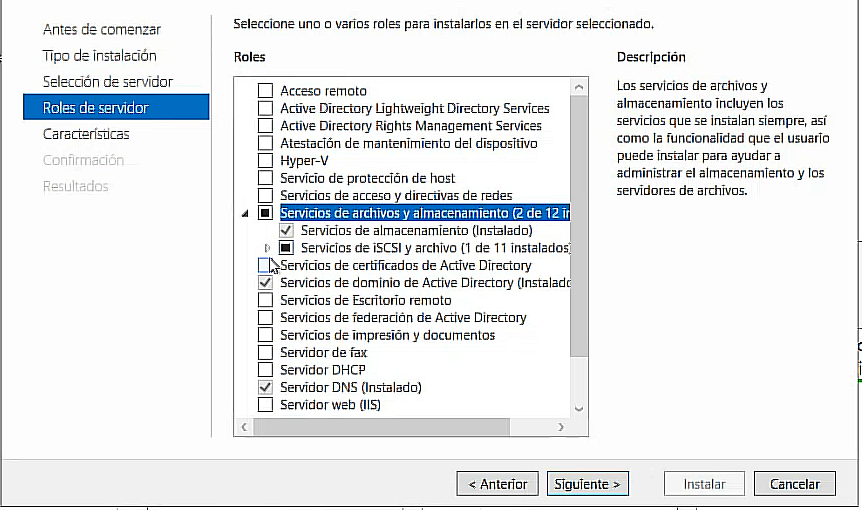 Seleccione uno o varios roles para instalarlos en el servidor seleccionado.
Antes de comenzar
Tipo de instalación
Selección de servidor
Roles de servidor
Características
Confirmación
Resultados
Roles
Acceso remoto
Active Directory Lightweight Directory Services
Active Directory Rights Management Services
Atestación de mantenimiento del dispositivo
Hyper-V
Servicio de protección de host
Servicios de acceso y directivas de redes
Servicios de archivos y almacenamiento (2 de 12 in
Servicios de almacenamiento (Instalado)
Servicios de iSCSI y archivo (1 de 11 instalados)
Servicios de certificados de Active Directory
Servicios de dominio de Active Directory (Instalado
Servicios de Escritorio remoto
Servicios de federación de Active Directory
Servicios de impresión y documentos
Servidor de fax
Servidor DHCP
Servidor DNS (Instalado)
Servidor web (IIS)
Descripción
Los servicios de archivos y
almacenamiento incluyen los
servicios que se instalan siempre, así
como la funcionalidad que el usuario
puede instalar para ayudar a
administrar el almacenamiento y los
servidores de archivos.
< Anterior
Siguiente >
Instalar
Cancelar